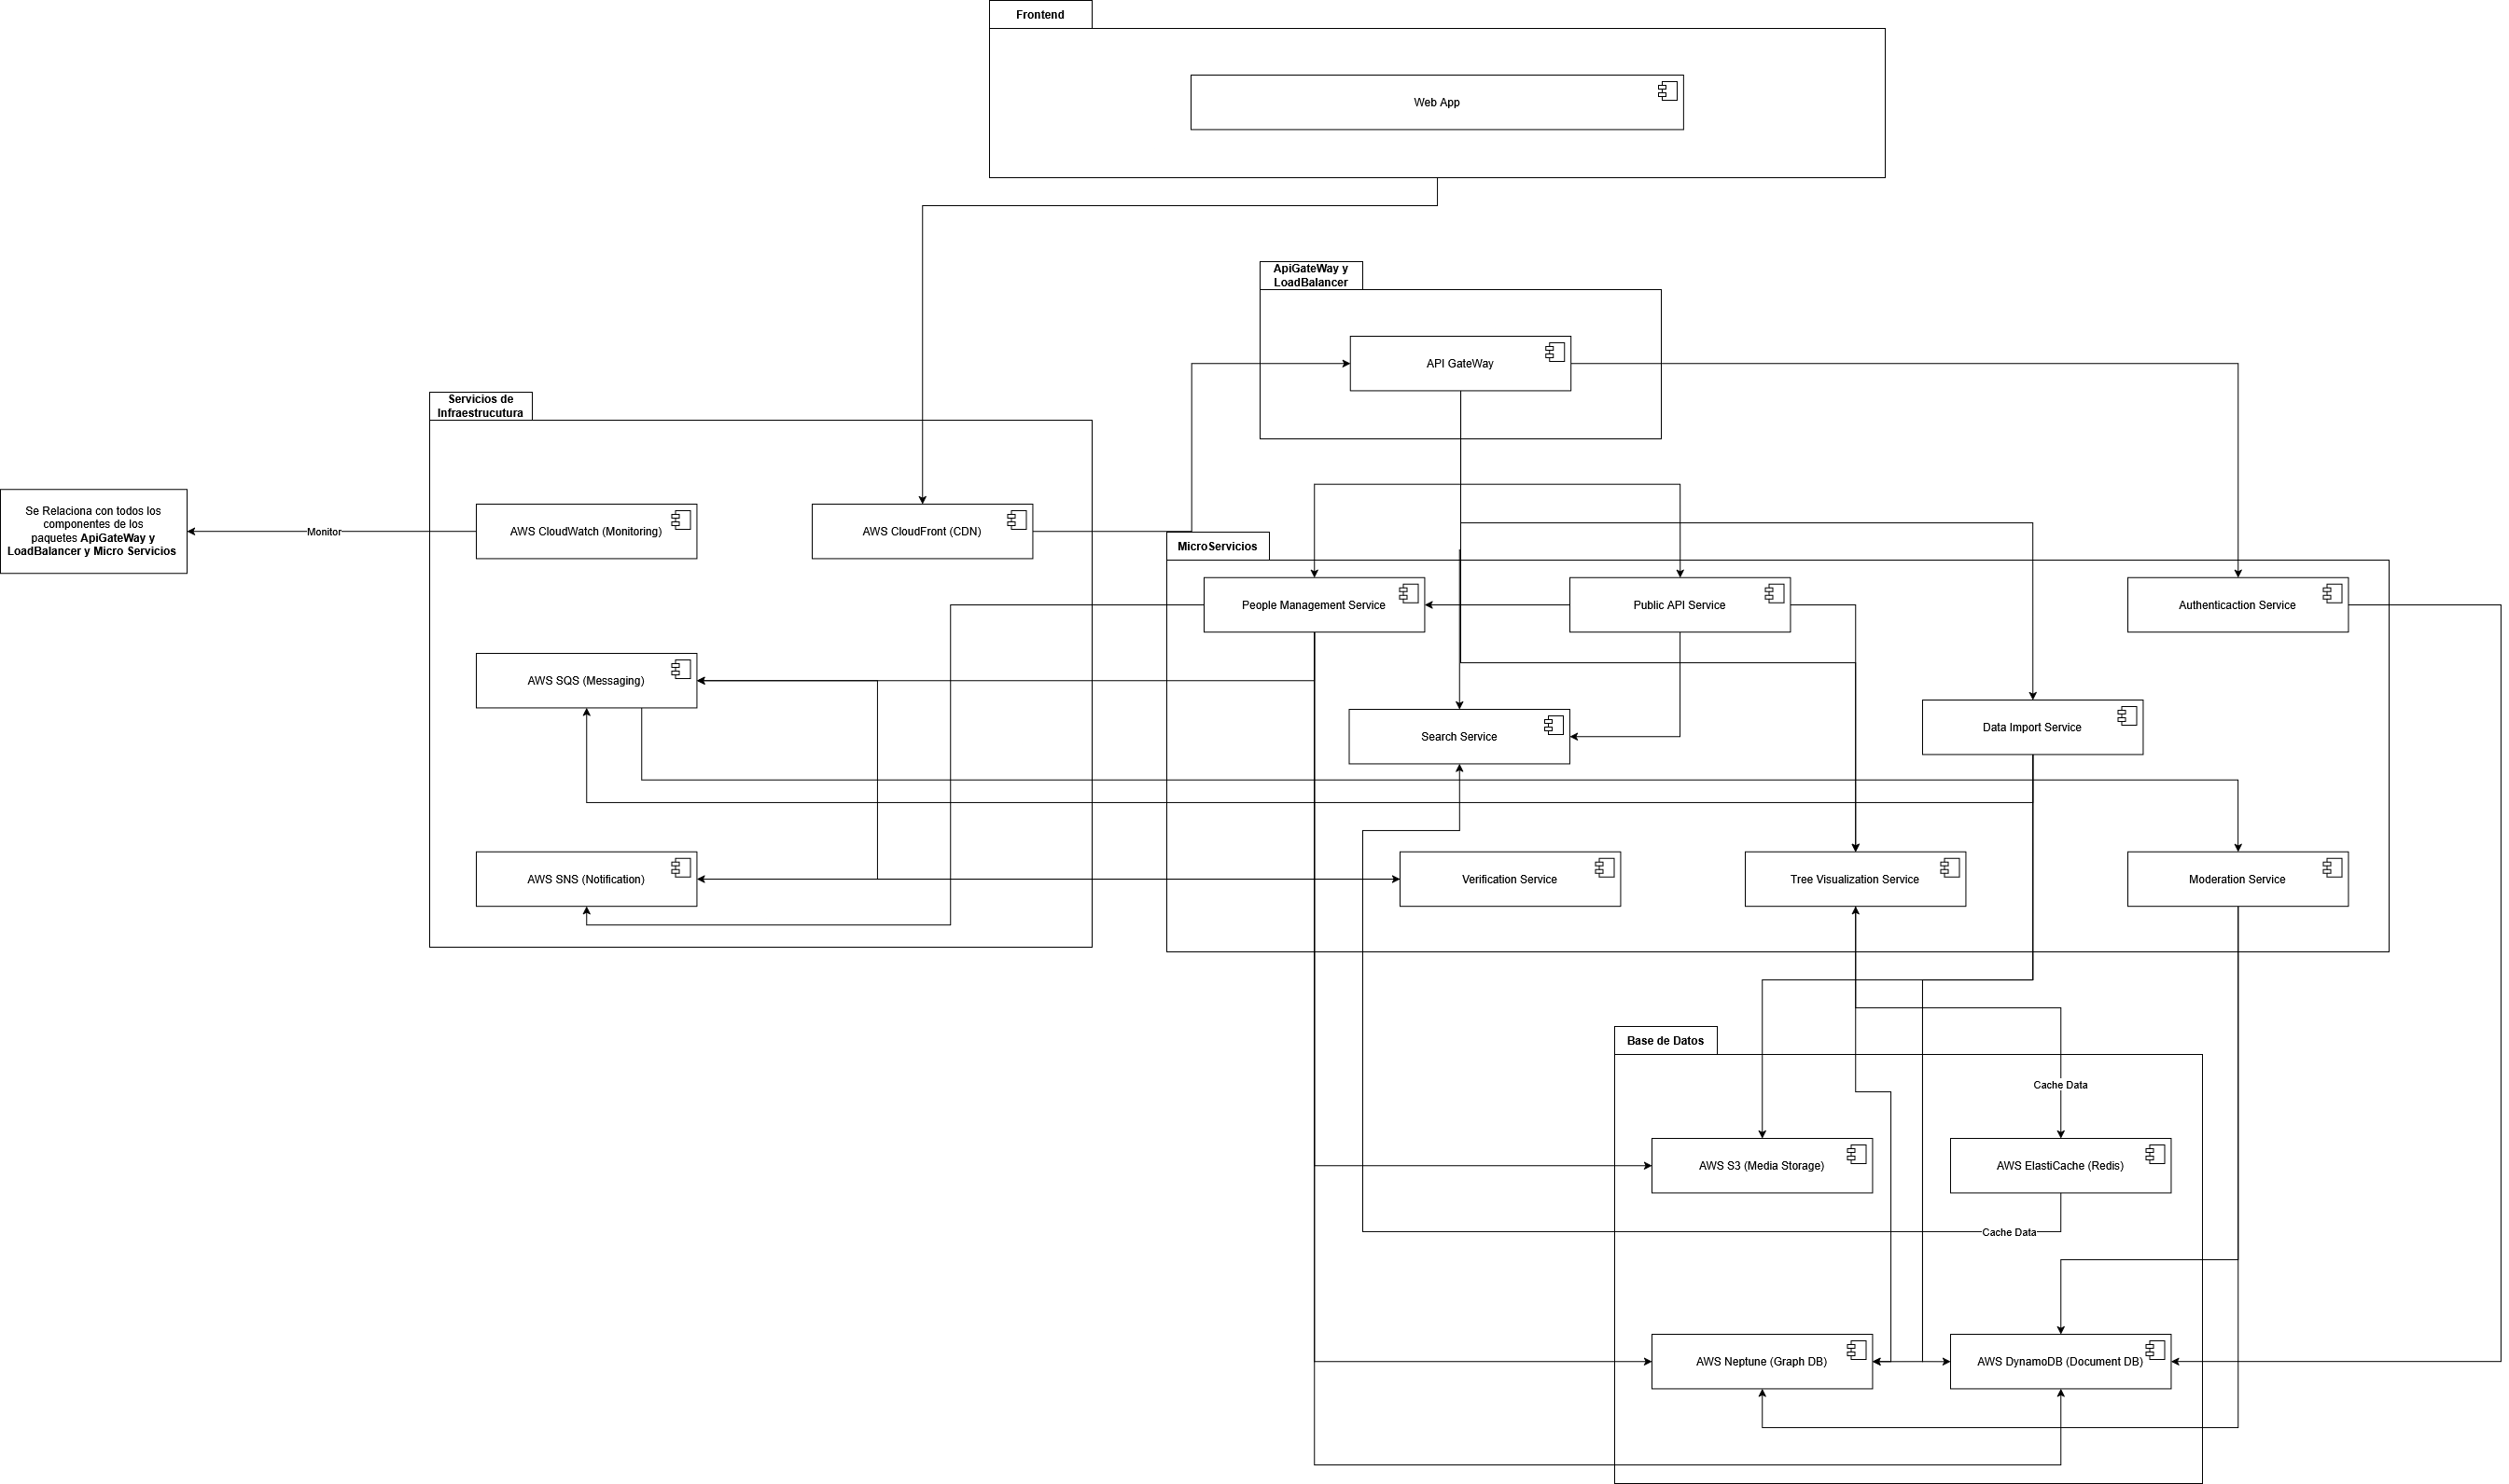 Frontend
Web App
ApiGateWay y
LoadBalancer
API GateWay
Servicios de
Infraestrucutura
Se Relaciona con todos los
componentes de los
paquetes ApiGateWay y
LoadBalancer y Micro Servicios
Monitor
AWS CloudWatch (Monitoring)
AWS CloudFront (CDN)
MicroServicios
People Management Service
Public API Service
Authenticaction Service
AWS SQS (Messaging)
Search Service
Data Import Service
AWS SNS (Notification)
Verification Service
Tree Visualization Service
Moderation Service
Base de Datos
Cache Data
AWS S3 (Media Storage)
AWS ElastiCache (Redis)
Cache Data
AWS Neptune (Graph DB)
AWS DynamoDB (Document DB)